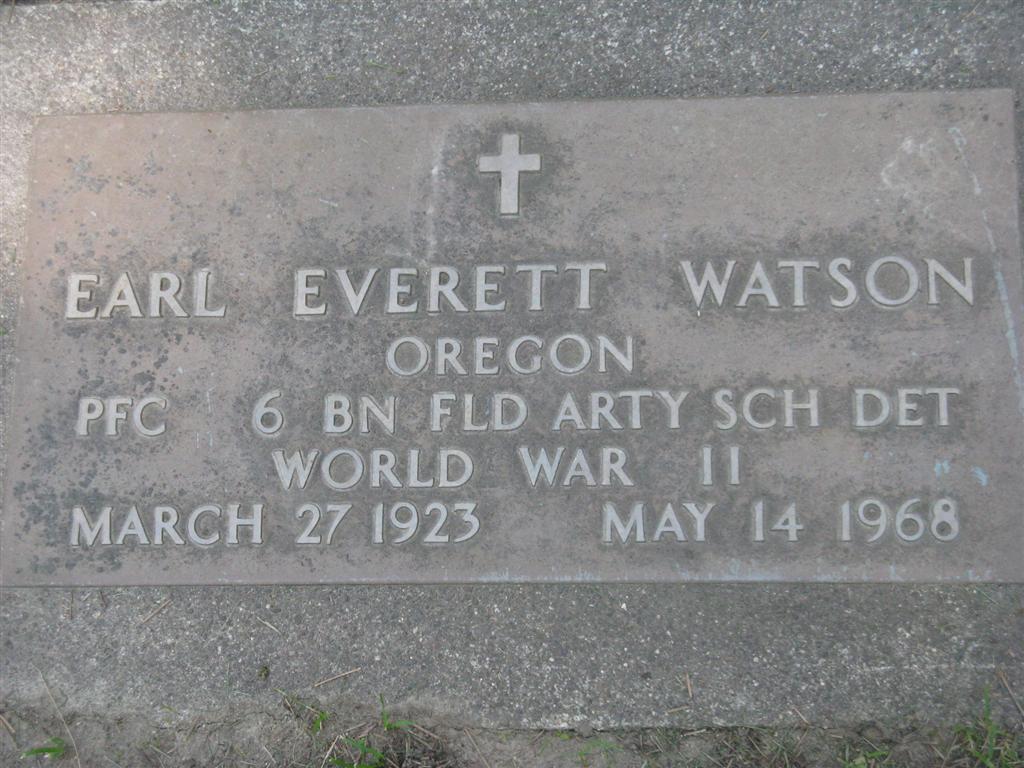 EARL EVERETT WATSON
OREGON
PFC 6 BN FLD ARTY SCH DET
WORLD WAR II
MARCH 27 1923 MAY 14 1968